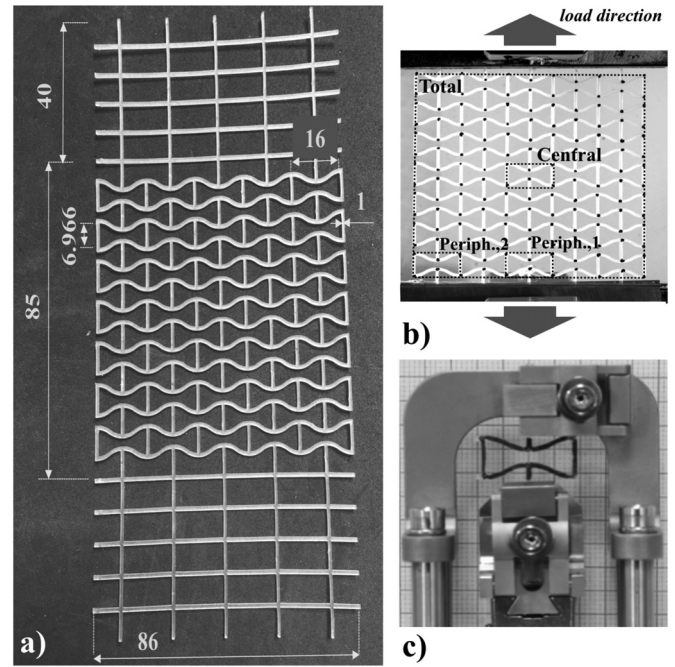 40
16
1
6.966
85
86
a)
load direction
Total
Central
Periph.,2
Periph.,1
b)
c)